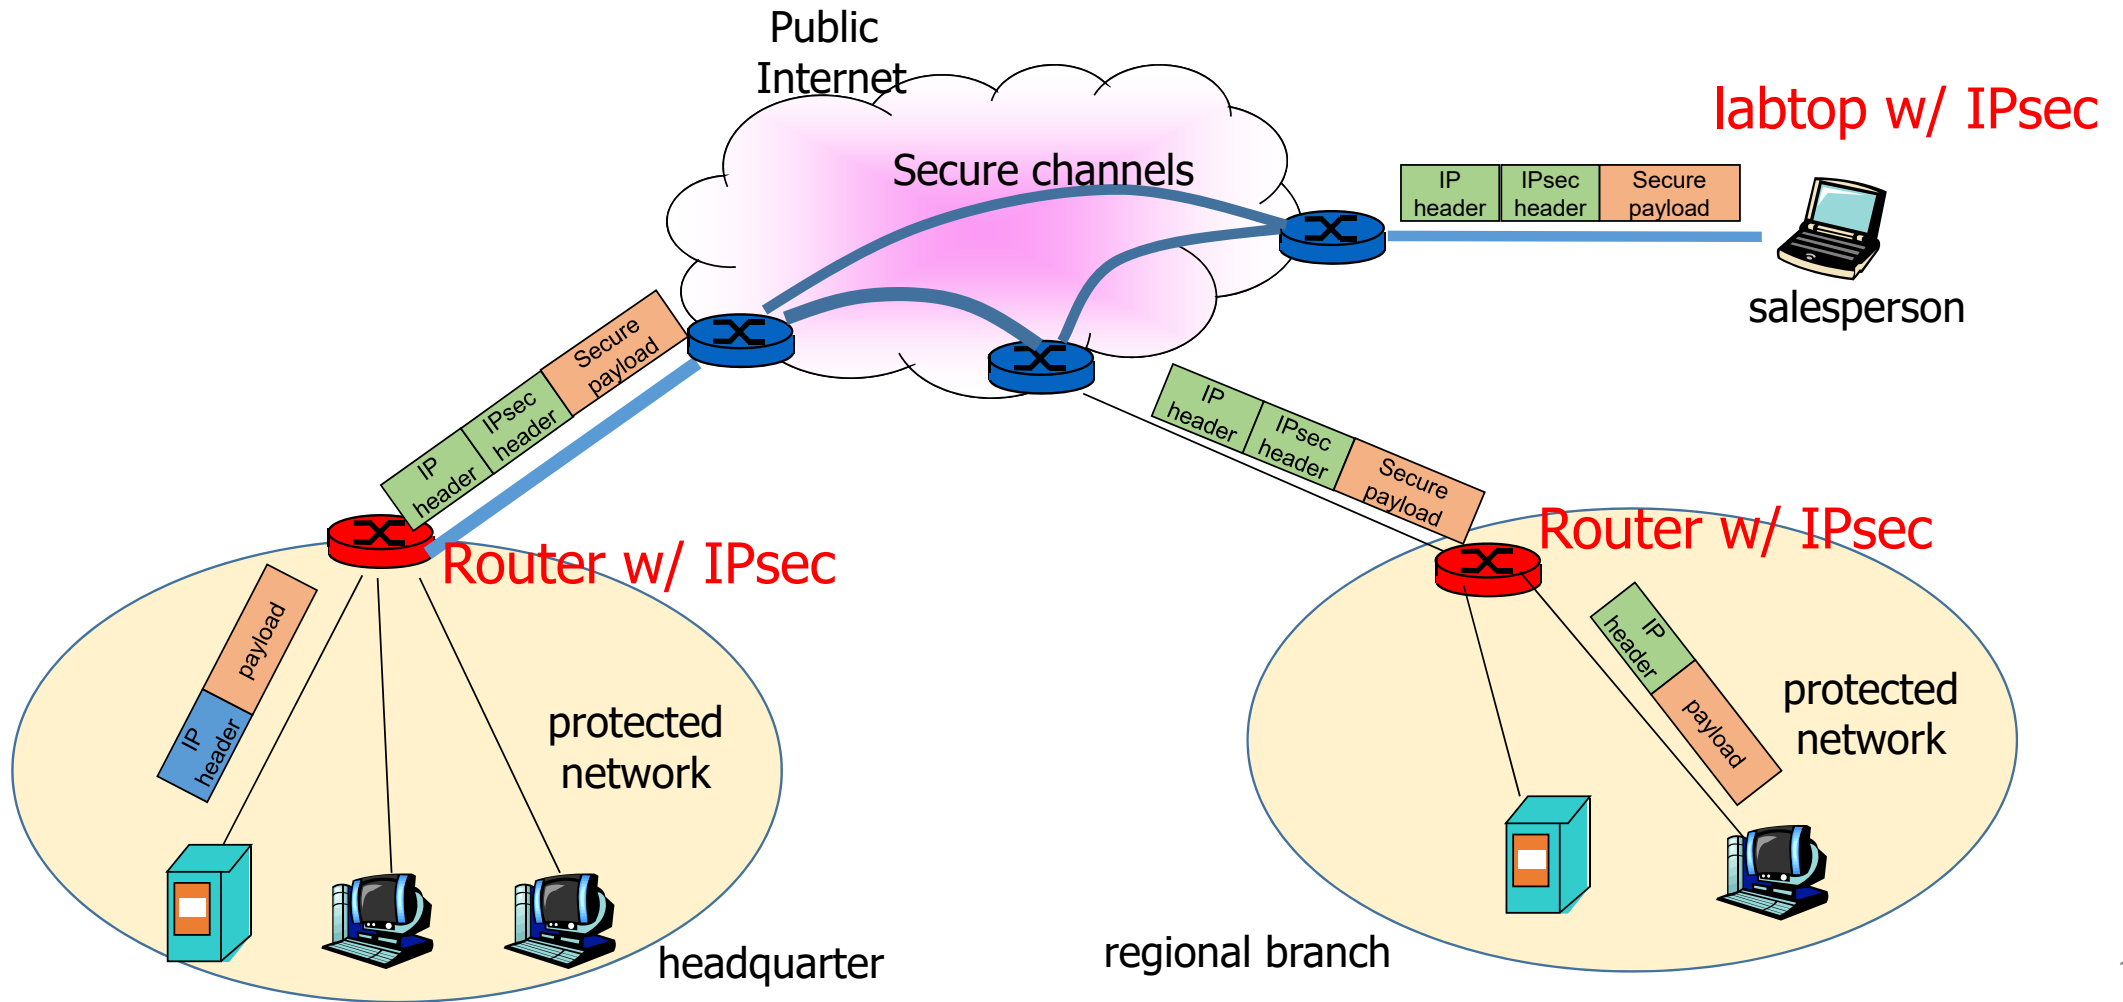 Public
Internet
labtop w/ IPsec
Secure channels
IP
header
IPsec
header
Secure
payload
salesperson
Secure
payload
IPsec
header
IP
header
IP
header
IPsec
header
Secure
payload
Router w/ IPsec
Router w/ IPsec
payload
IP
header
protected
network
IP
header
payload
protected
network
headquarter
regional branch